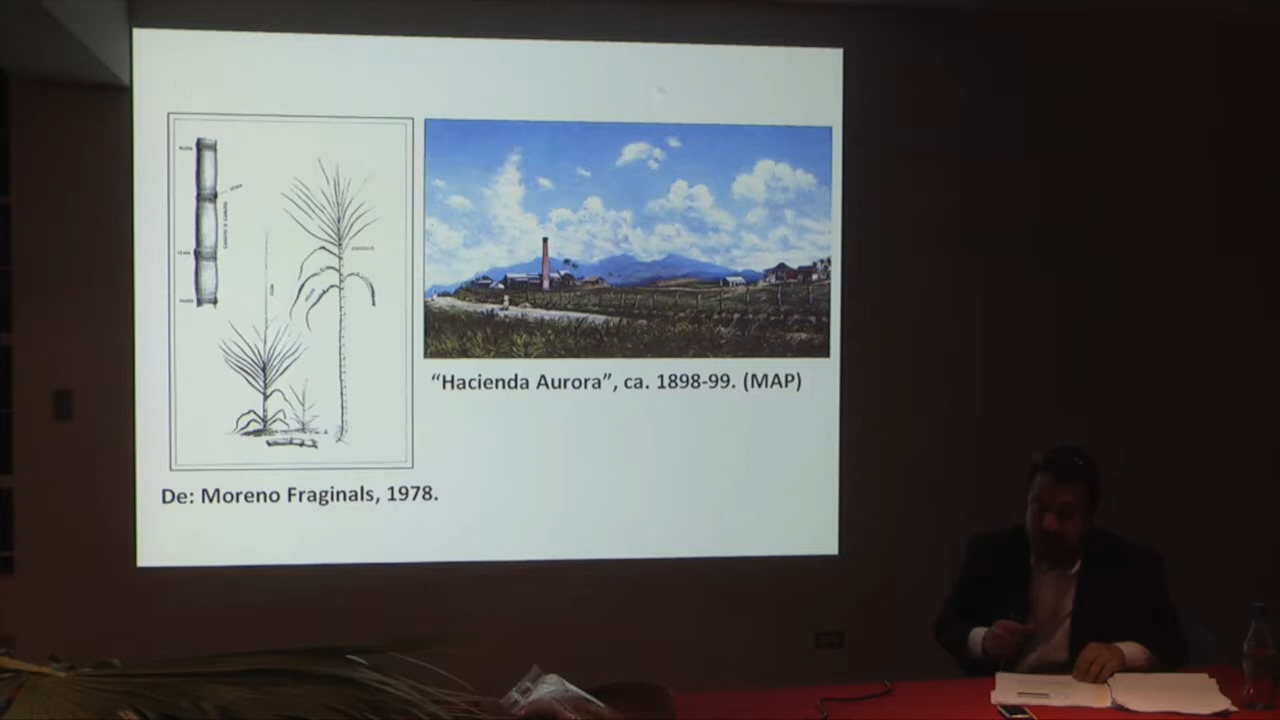 "Hacienda Aurora", ca. 1898-99. (MAP)
De: Moreno Fraginals, 1978.